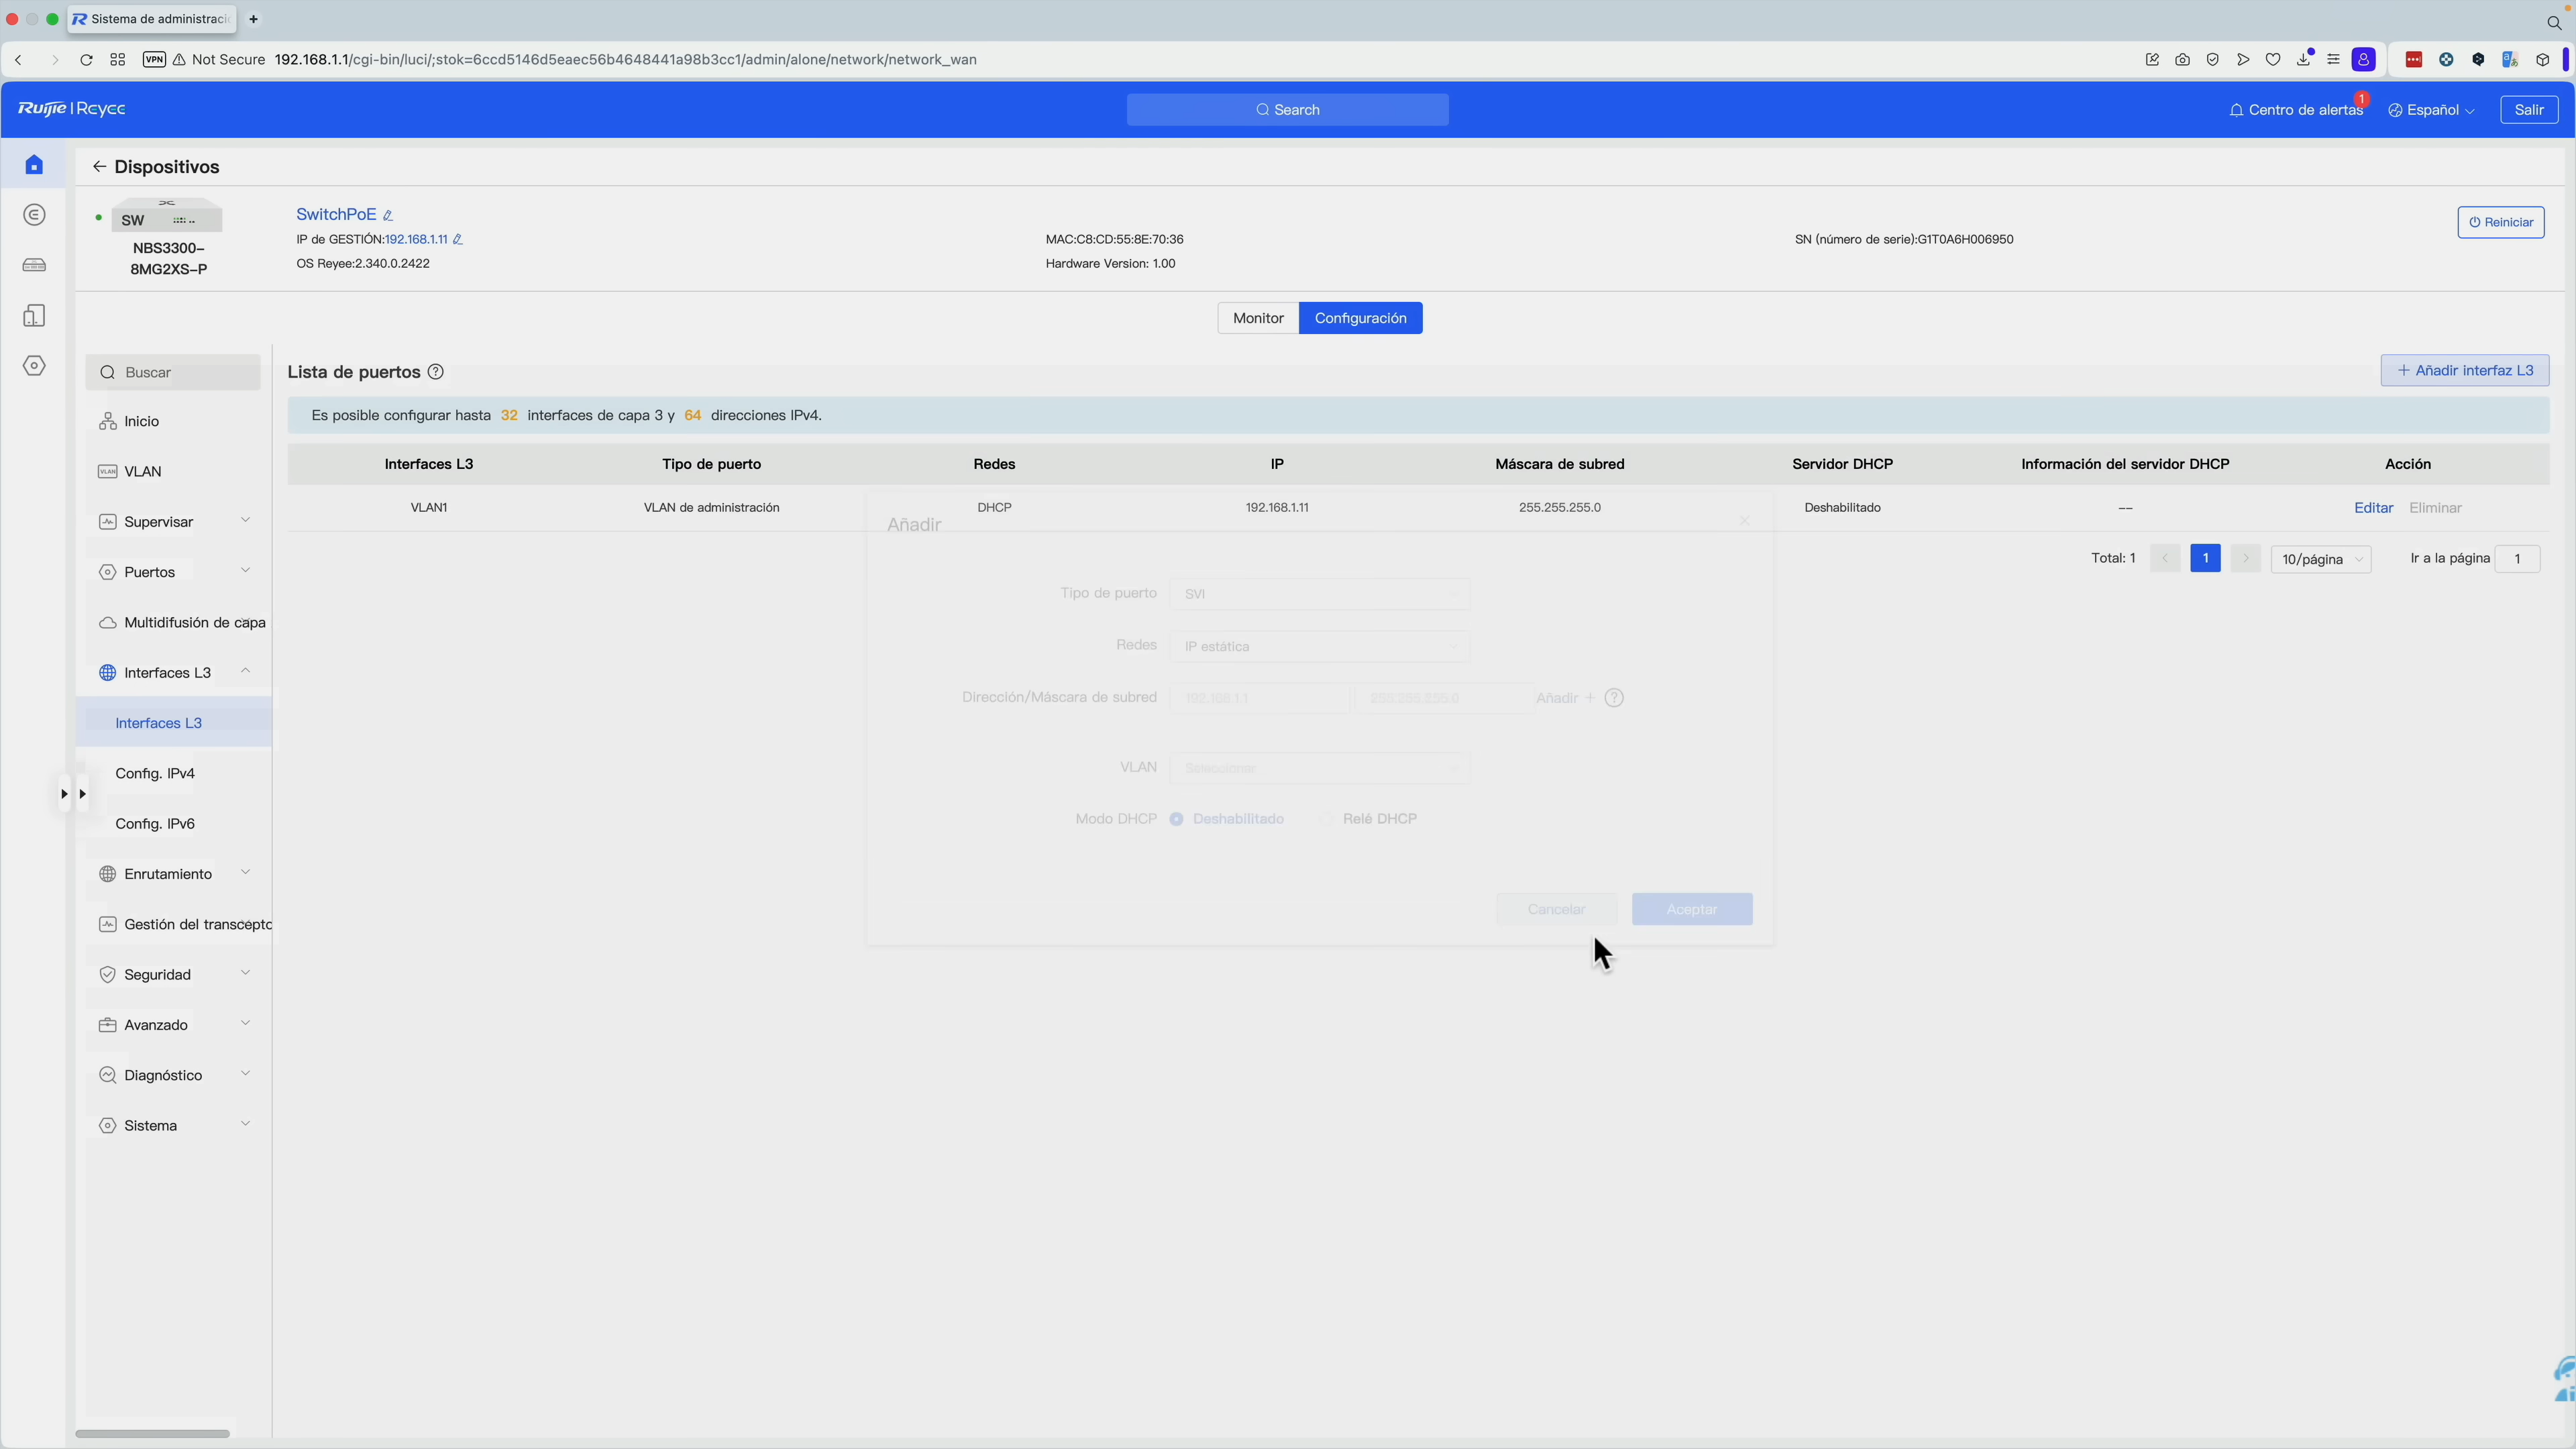 Sistema de administraci
VPN Not Secure 192.168.1.1/cgi-bin/luci/;stok=6ccd5146d5eaec56b4648441a98b3cc1/admin/alone/network/network_wan
Ruijie | Reyee
Search
Centro de alertas
1
Español
Salir
Dispositivos
SW
NBS3300-
8MG2XS-P
SwitchPoE
IP de GESTIÓN:192.168.1.11
OS Reyee:2.340.0.2422
MAC:C8:CD:55:8E:70:36
Hardware Version: 1.00
SN (número de serie):G1T0A6H006950
Reiniciar
Monitor
Configuración
Buscar
Inicio
VLAN
VLAN
Supervisar
Puertos
Multidifusión de capa
Interfaces L3
Interfaces L3
Config. IPv4
Config. IPv6
Enrutamiento
Gestión del transcepto
Seguridad
Avanzado
Diagnóstico
Sistema
Lista de puertos
+ Añadir interfaz L3
Es posible configurar hasta 32 interfaces de capa 3 y 64 direcciones IPv4.
Interfaces L3 Tipo de puerto Redes IP Máscara de subred Servidor DHCP Información del servidor DHCP Acción
VLAN1 VLAN de administración DHCP 192.168.1.11 255.255.255.0 Deshabilitado -- Editar Eliminar
Total: 1 1 10/página Ir a la página 1
Añadir
Tipo de puerto SVI
Redes IP estática
Dirección/Máscara de subred 192.168.1.1 255.255.255.0 Añadir +
VLAN Seleccionar
Modo DHCP Deshabilitado Relé DHCP
Cancelar Aceptar